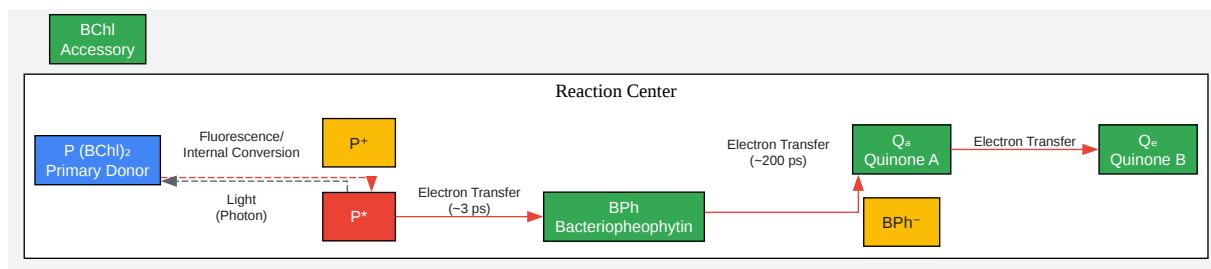 BChl
Accessory
Reaction Center
P (BChl)₂
Primary Donor
Fluorescence/
Internal Conversion
Light
(Photon)
P⁺
P*
Electron Transfer
(~3 ps)
BPh
Bacteriopheophytin
Electron Transfer
(~200 ps)
Qₐ
Quinone A
BPh⁻
Electron Transfer
Qₑ
Quinone B